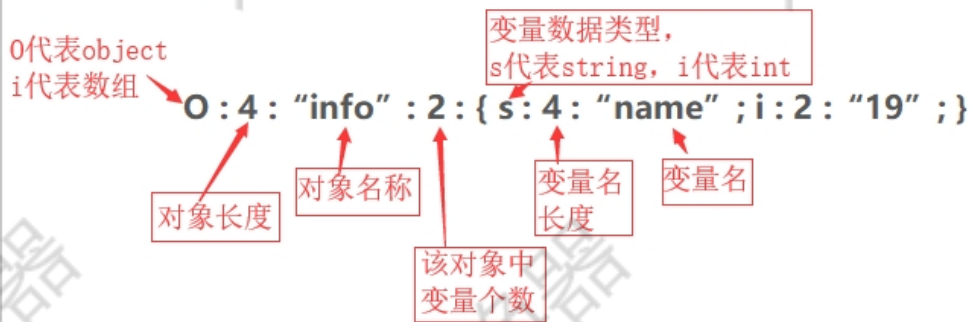 O代表object
i代表数组
变量数据类型,
s代表string, i代表int
O : 4 : “info” : 2 : { s : 4 : “name” ; i : 2 : “19” ; }
对象长度
对象名称
该对象中
变量个数
变量名
长度
变量名
器
器